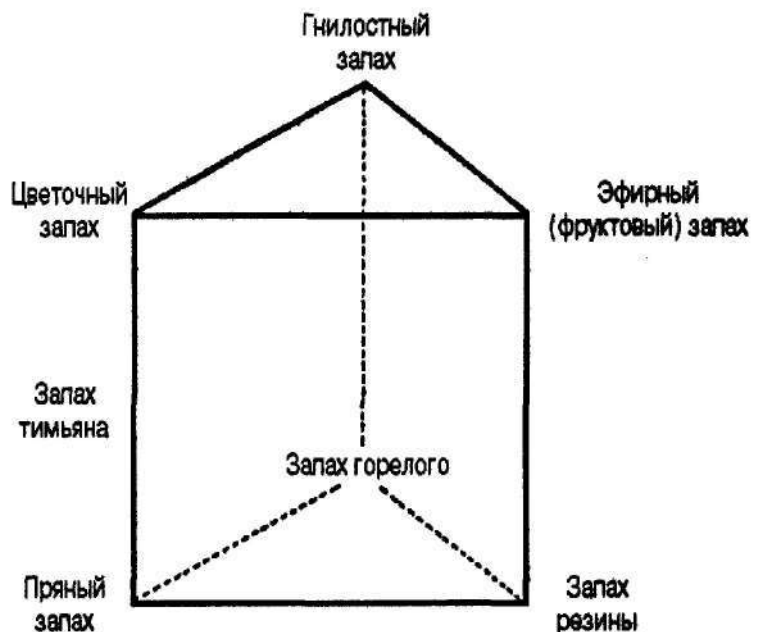 Гнилостный
запах
Цветочный
запах
Эфирный
(фруктовый) запах
Запах
тимьяна
Запах горелого
Пряный
запах
Запах
резины